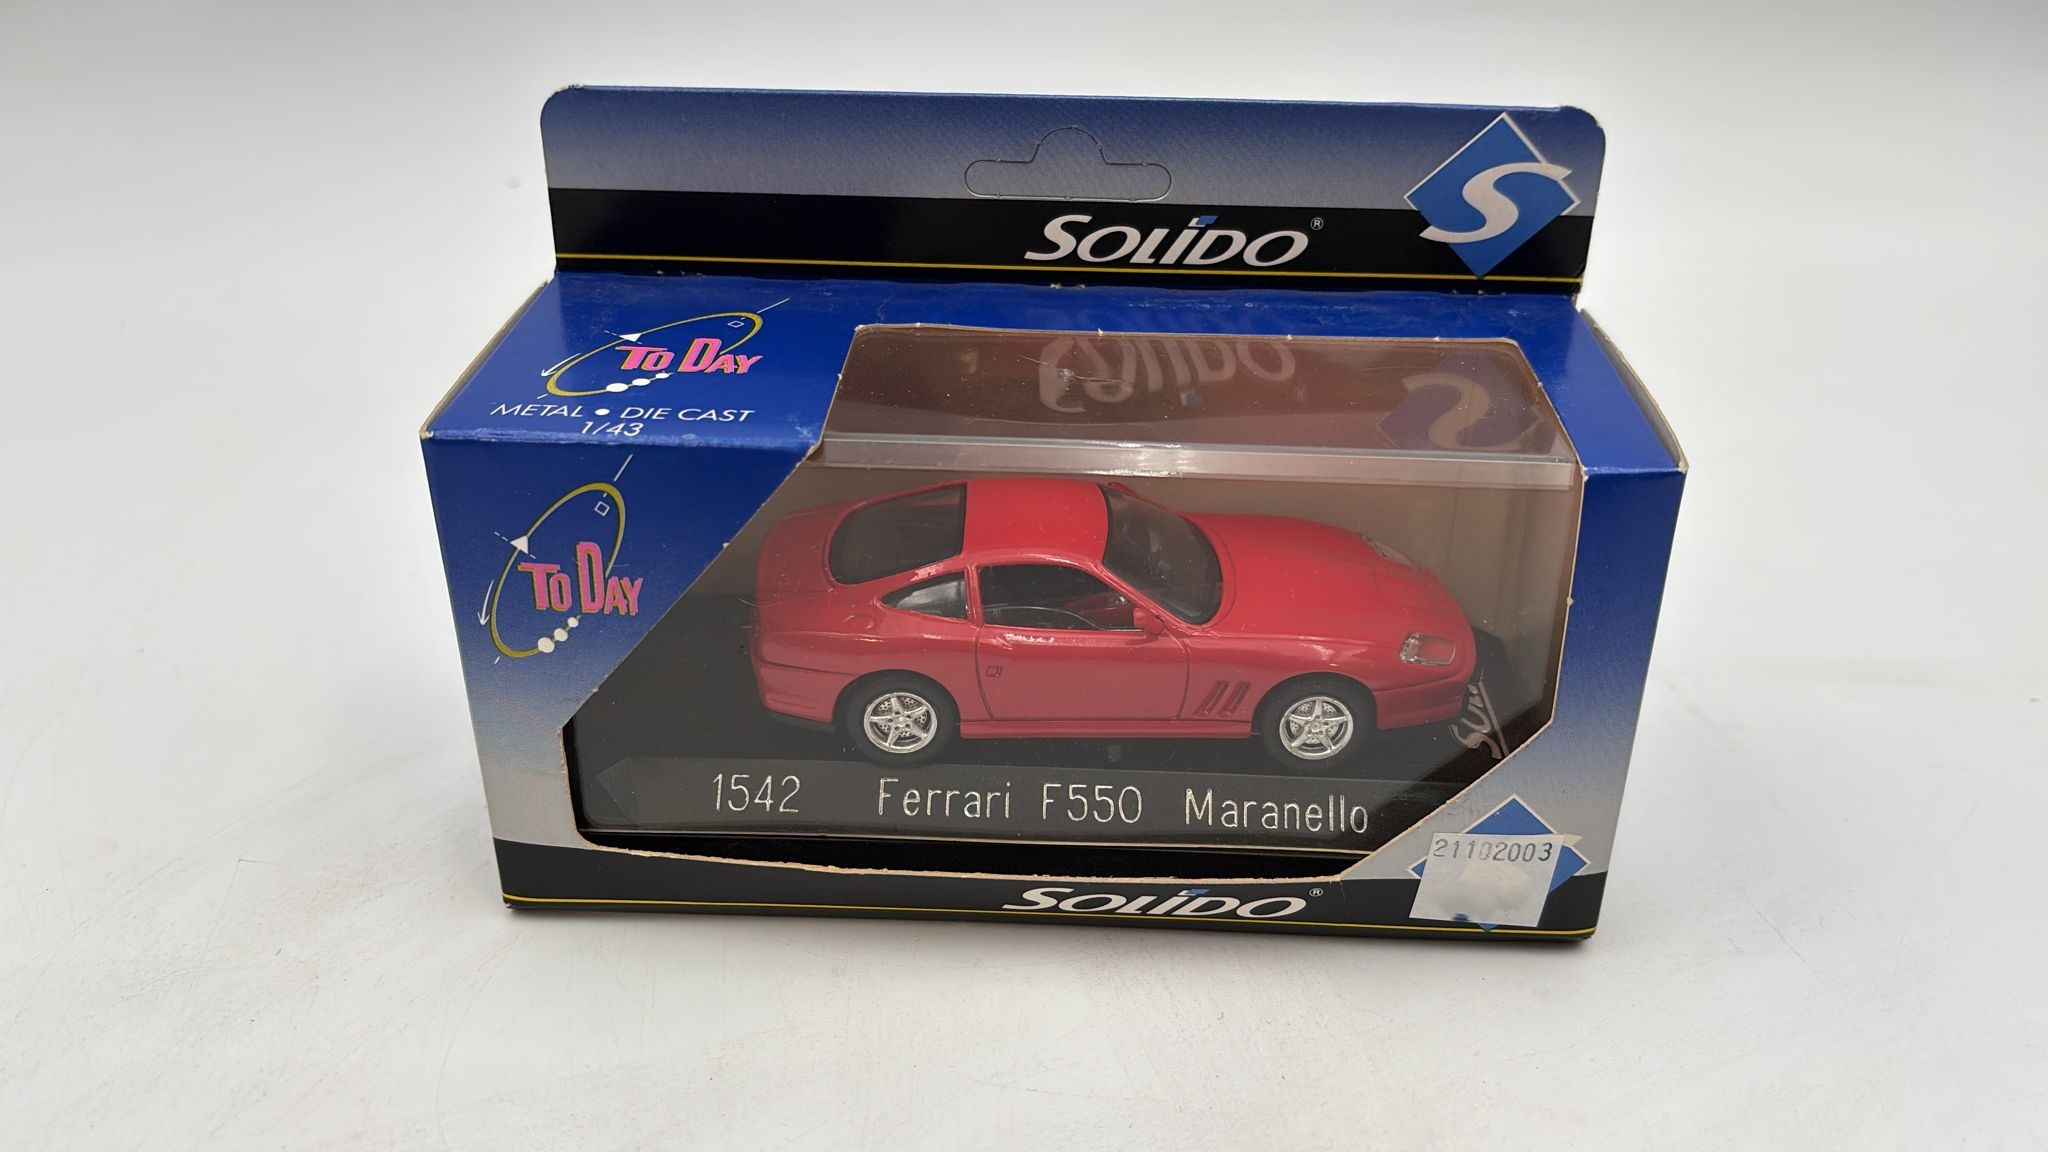 SOLIDO®
S
TO DAY
METAL • DIE CAST
1/43
TO DAY
1542 Ferrari F550 Maranello
21102003
SOLIDO®